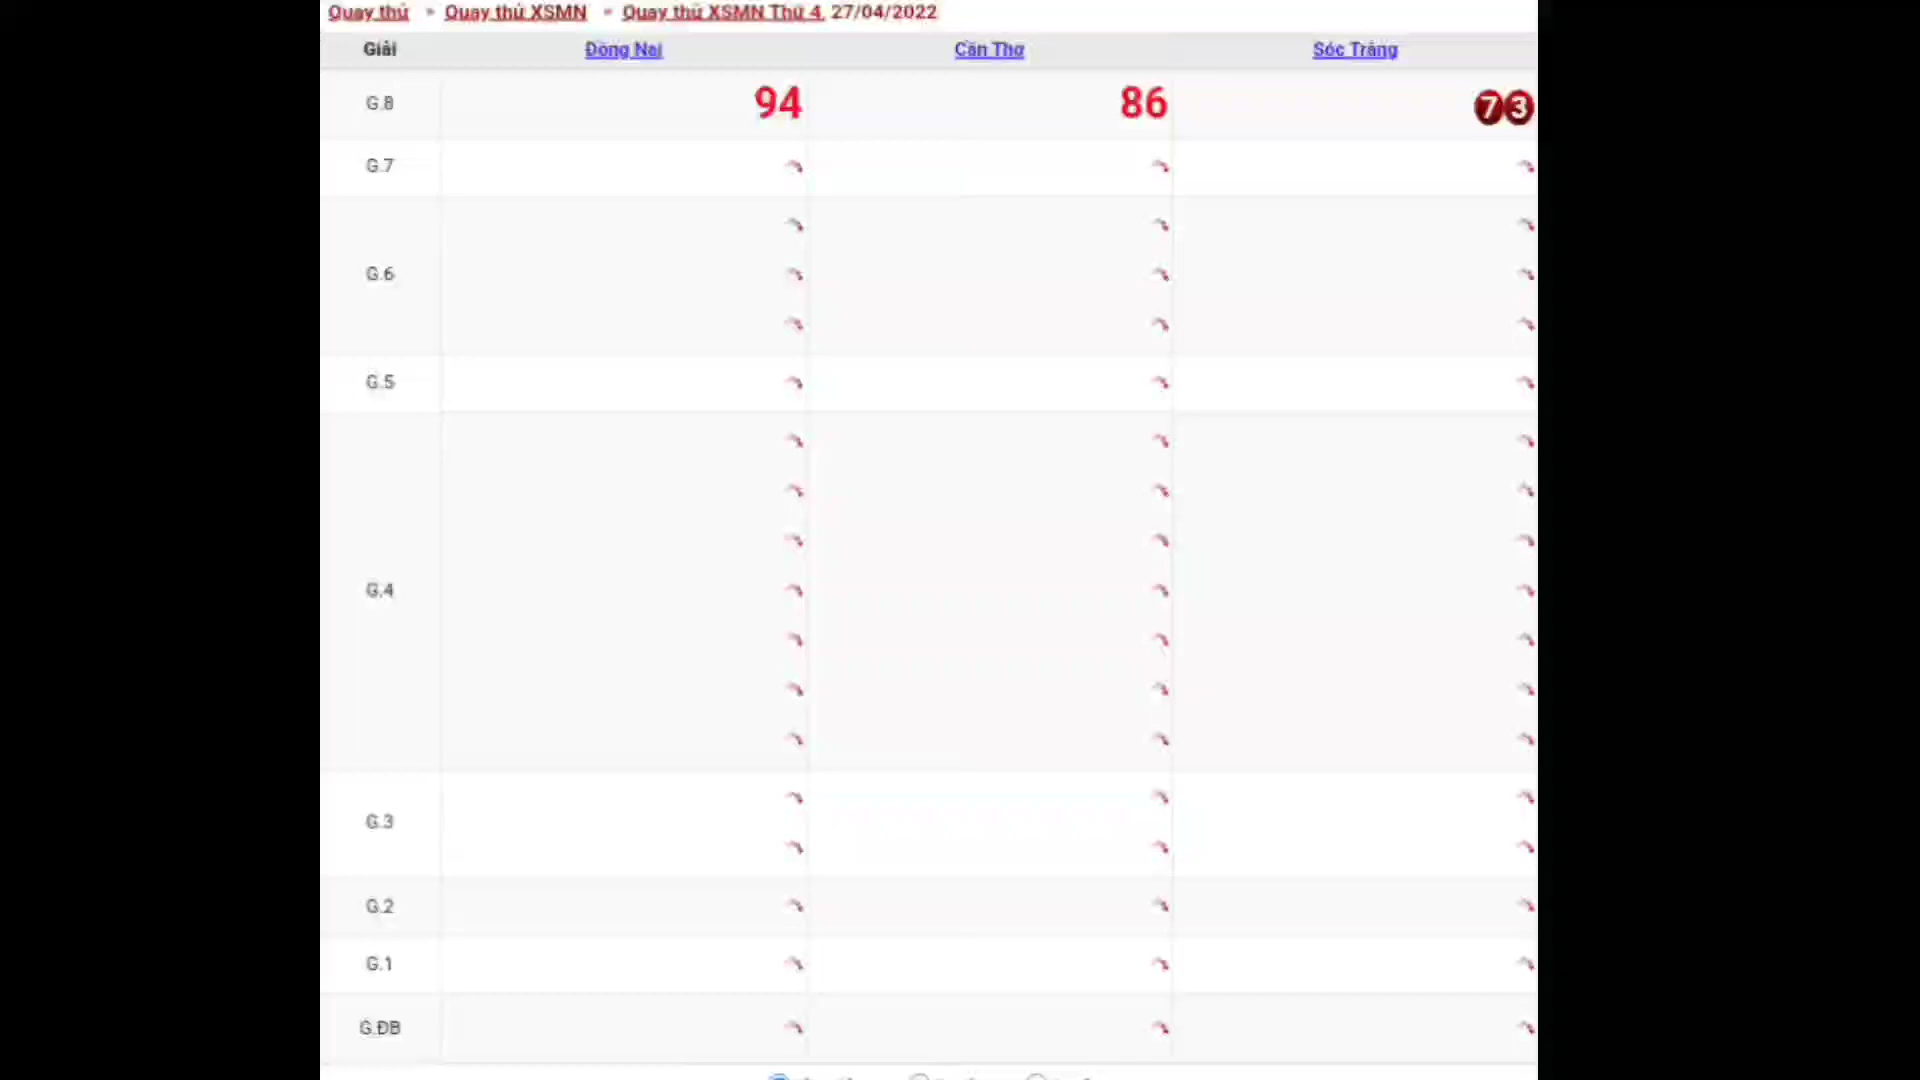 Quay thử » Quay thử XSMN » Quay thử XSMN Thứ 4, 27/04/2022
Giải Đồng Nai Cần Thơ Sóc Trăng
G.8 94 86 73
G.7
G.6
G.5
G.4
G.3
G.2
G.1
G.ĐB